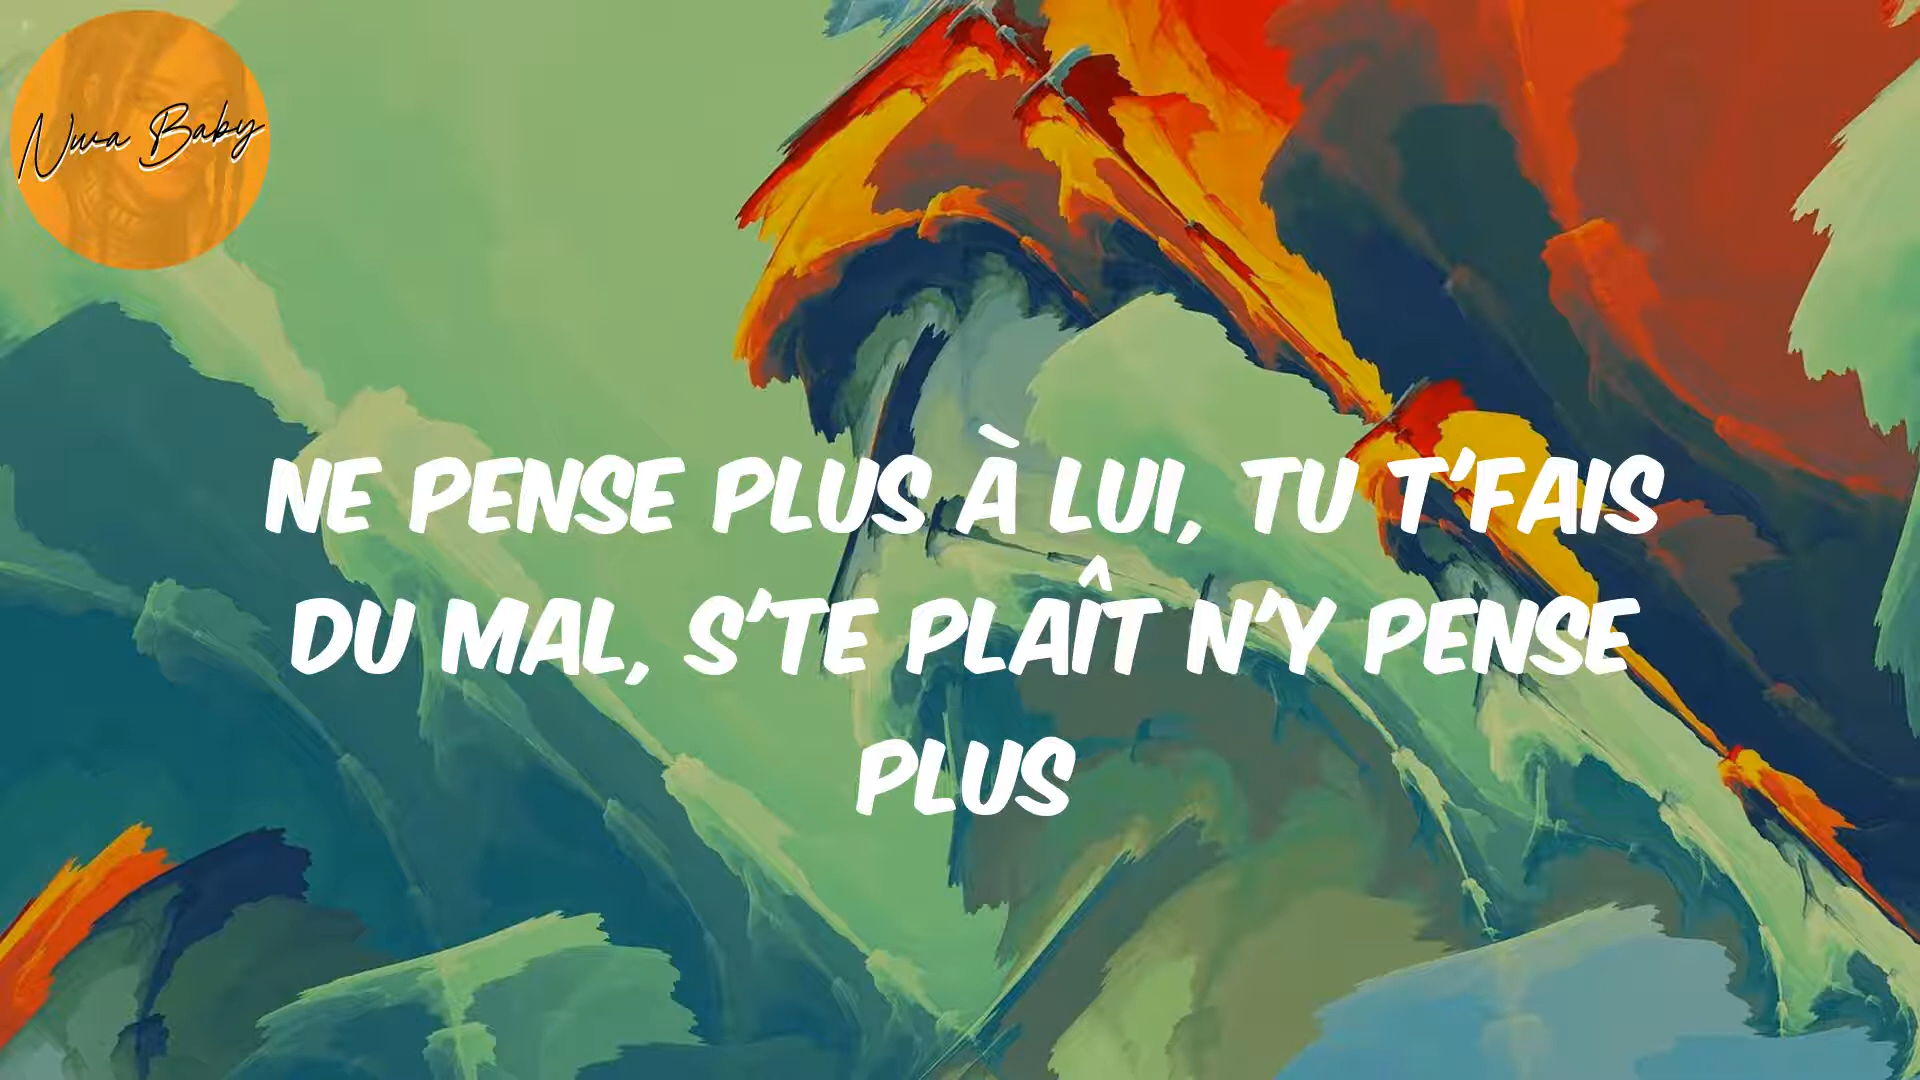 Nwa Baby
NE PENSE PLUS À LUI, TU T'FAIS
DU MAL, S'TE PLAÎT N'Y PENSE
PLUS